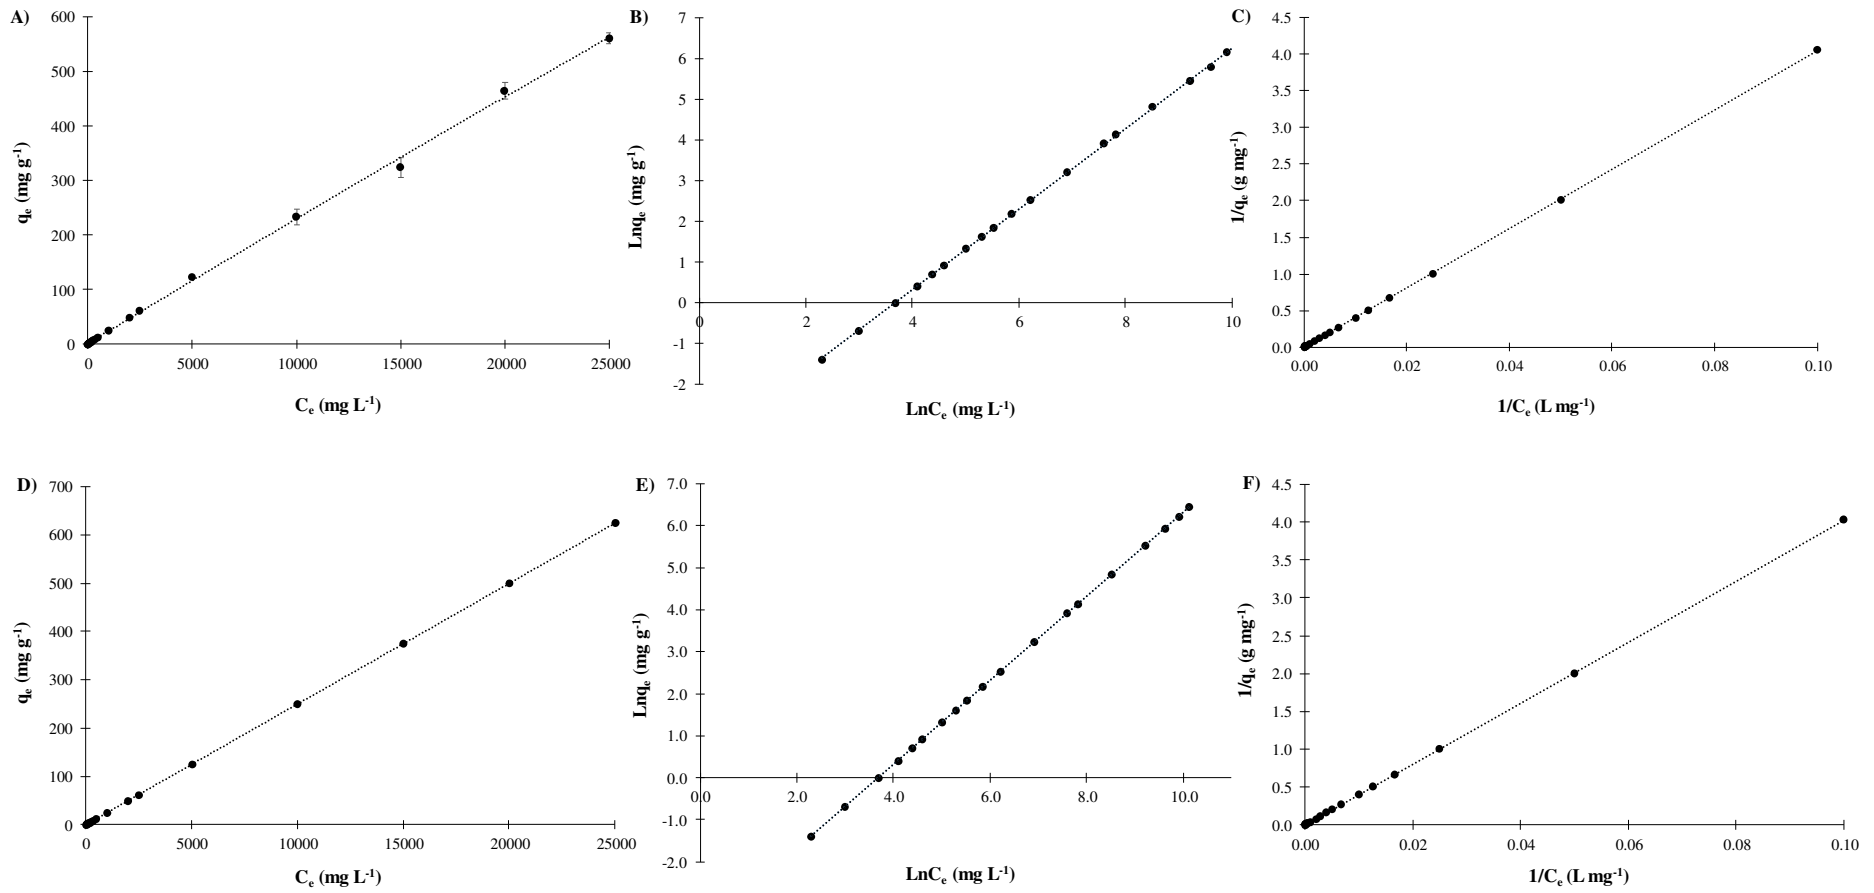 A)
600
500
400
300
200
100
0
0 5000 10000 15000 20000 25000
qe (mg g-1)
Ce (mg L-1)
B)
7
6
5
4
3
2
1
0
-1
-2
0 2 4 6 8 10
Lnqe (mg g-1)
LnCe (mg L-1)
C)
4.5
4.0
3.5
3.0
2.5
2.0
1.5
1.0
0.5
0.0
0.00 0.02 0.04 0.06 0.08 0.10
1/qe (g mg-1)
1/Ce (L mg-1)
D)
700
600
500
400
300
200
100
0
0 5000 10000 15000 20000 25000
qe (mg g-1)
Ce (mg L-1)
E)
7.0
6.0
5.0
4.0
3.0
2.0
1.0
0.0
-1.0
-2.0
0.0 2.0 4.0 6.0 8.0 10.0
Lnqe (mg g-1)
LnCe (mg L-1)
F)
4.5
4.0
3.5
3.0
2.5
2.0
1.5
1.0
0.5
0.0
0.00 0.02 0.04 0.06 0.08 0.10
1/qe (g mg-1)
1/Ce (L mg-1)